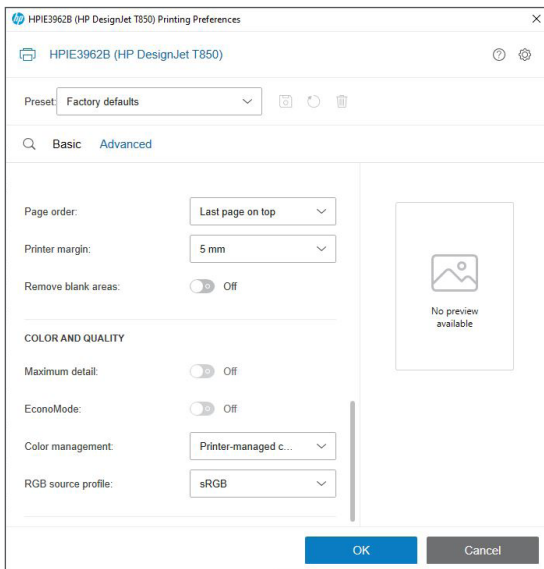 hp HPIE3962B (HP DesignJet T850) Printing Preferences
HPIE3962B (HP DesignJet T850)
Preset: Factory defaults
Basic Advanced
Page order: Last page on top
Printer margin: 5 mm
Remove blank areas: Off
No preview
available
COLOR AND QUALITY
Maximum detail: Off
EconoMode: Off
Color management: Printer-managed c...
RGB source profile: sRGB
OK Cancel